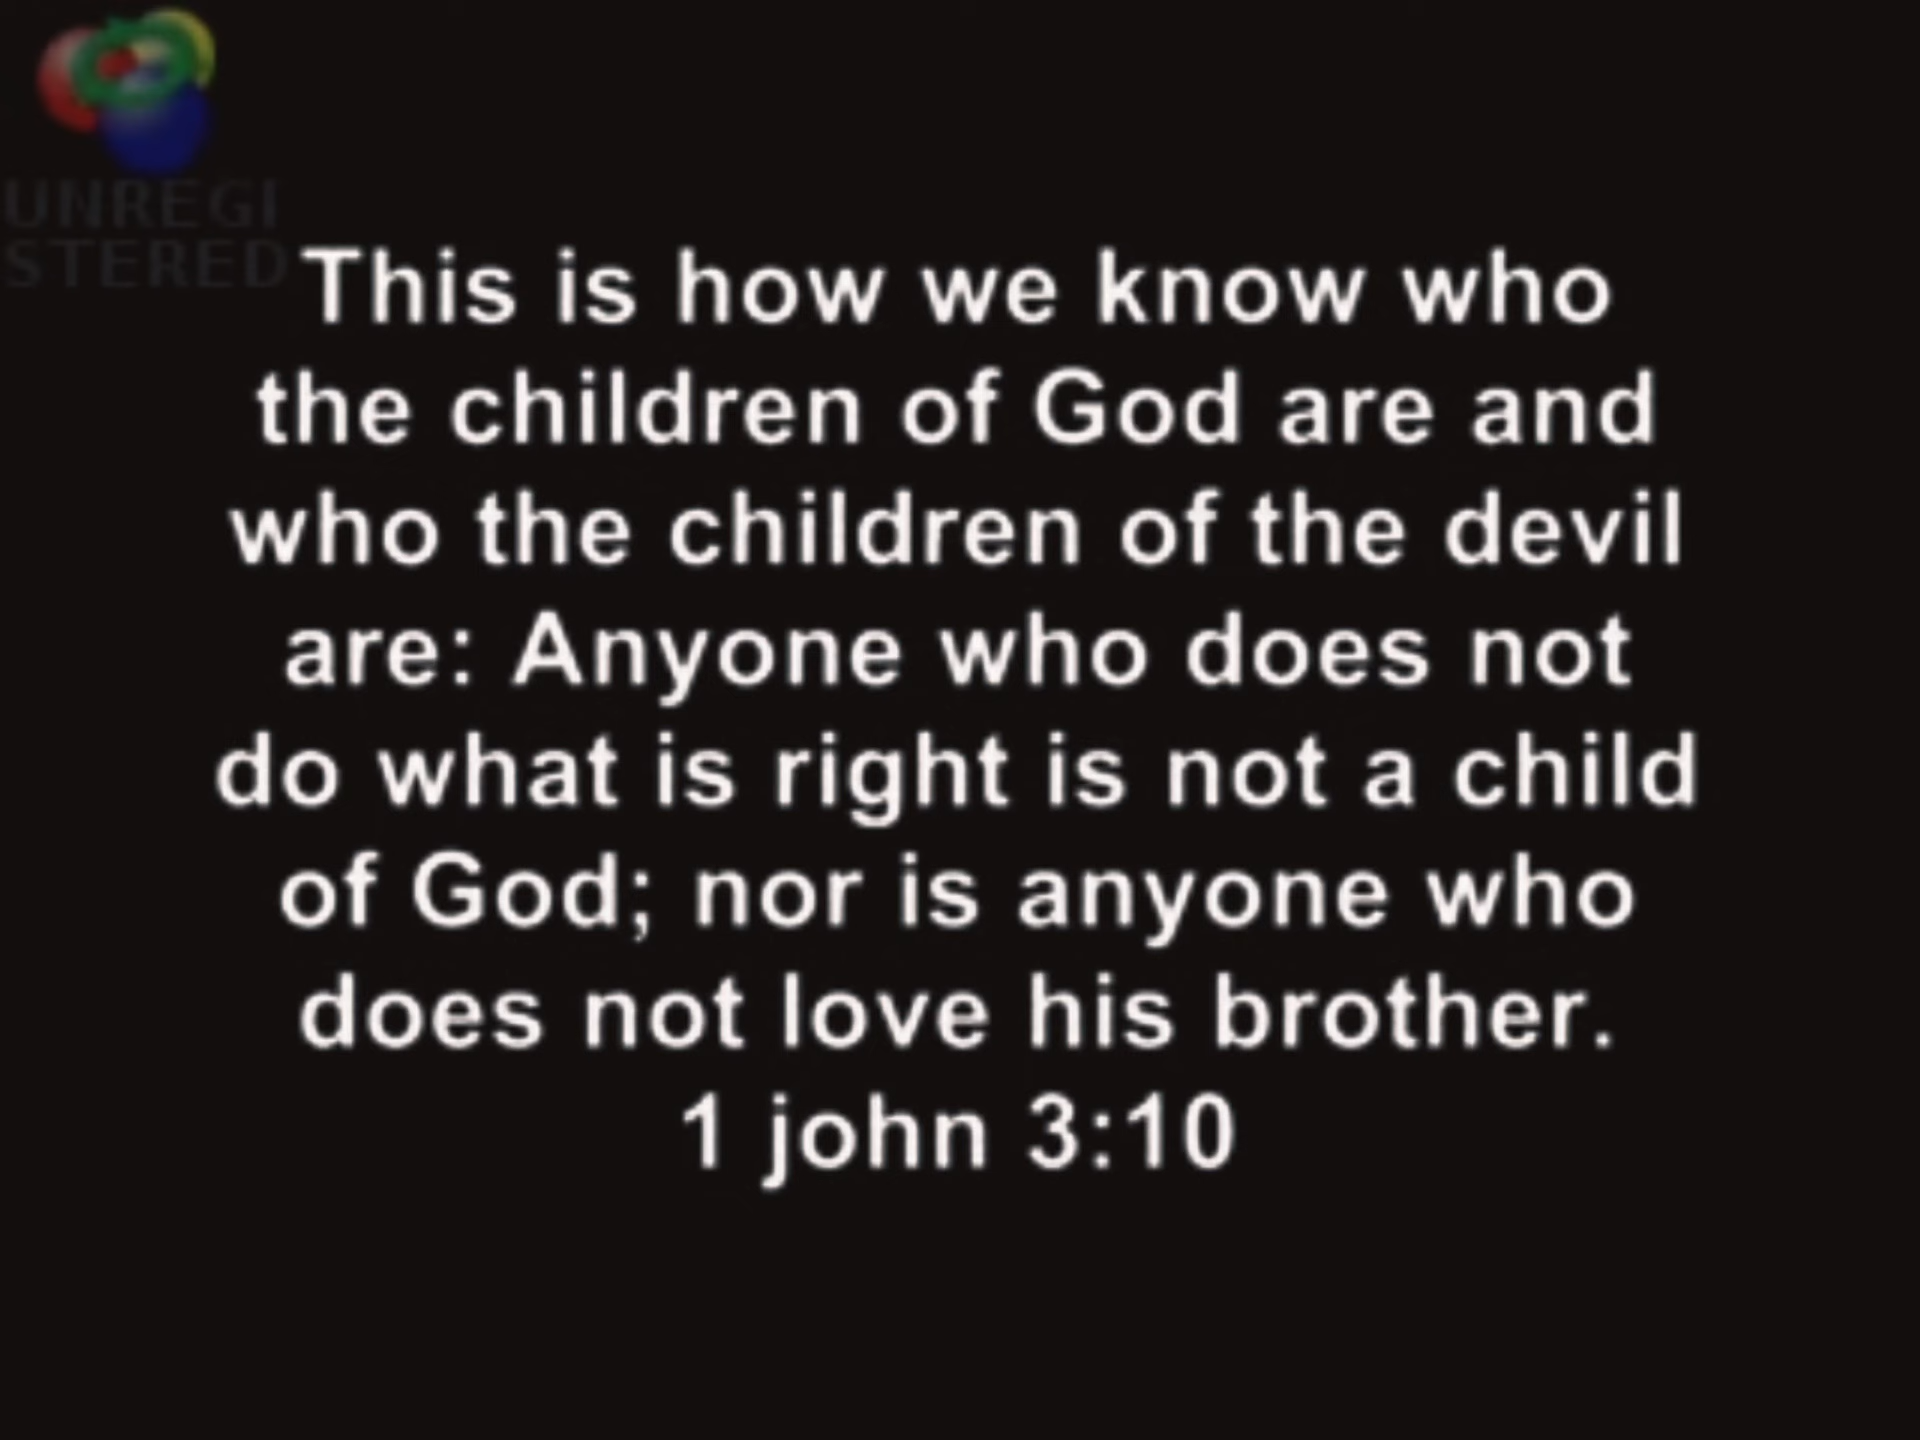 UNREGI
STERED
This is how we know who
the children of God are and
who the children of the devil
are: Anyone who does not
do what is right is not a child
of God; nor is anyone who
does not love his brother.
1 john 3:10